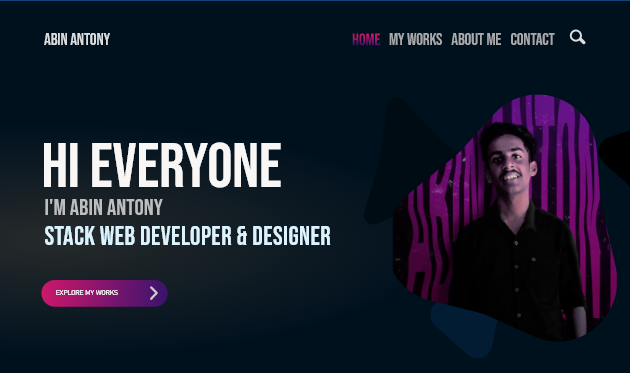 ABIN ANTONY
HOME MY WORKS ABOUT ME CONTACT
HI EVERYONE
I'M ABIN ANTONY
STACK WEB DEVELOPER & DESIGNER
EXPLORE MY WORKS